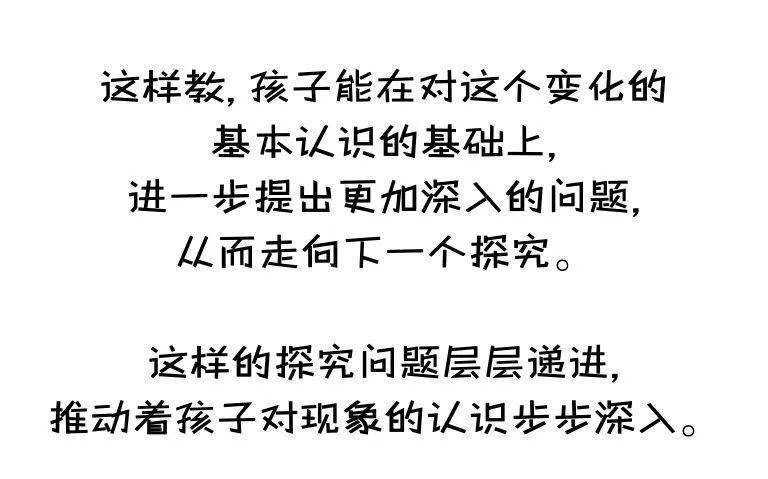 这样教，孩子能在对这个变化的
基本认识的基础上，
进一步提出更加深入的问题，
从而走向下一个探究。
这样的探究问题层层递进，
推动着孩子对现象的认识步步深入。